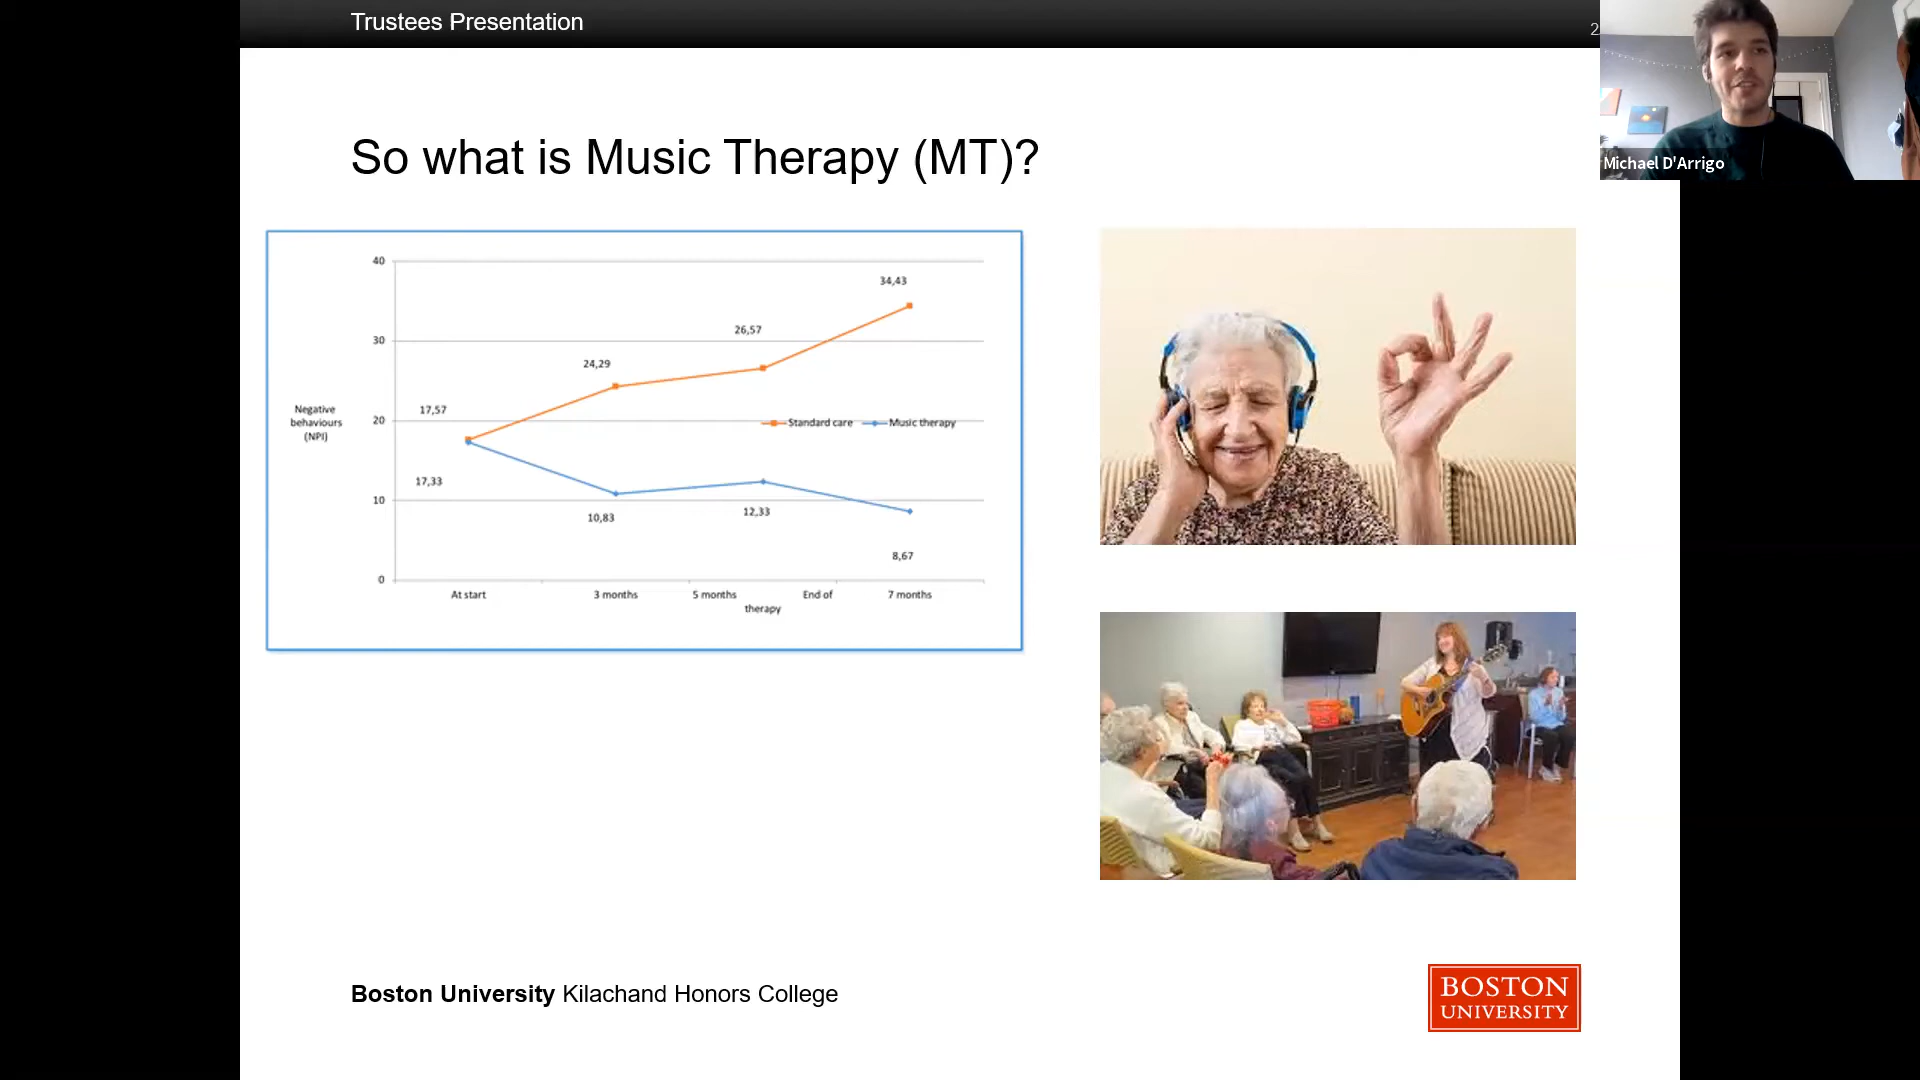 Trustees Presentation
2
Michael D'Arrigo
So what is Music Therapy (MT)?
40
34,43
26,57
30
24,29
Negative
behaviours
(NPI)
17,57
20
Standard care
Music therapy
17,33
10
10,83
12,33
8,67
0
At start
3 months
5 months
End of
7 months
therapy
Boston University Kilachand Honors College
BOSTON
UNIVERSITY